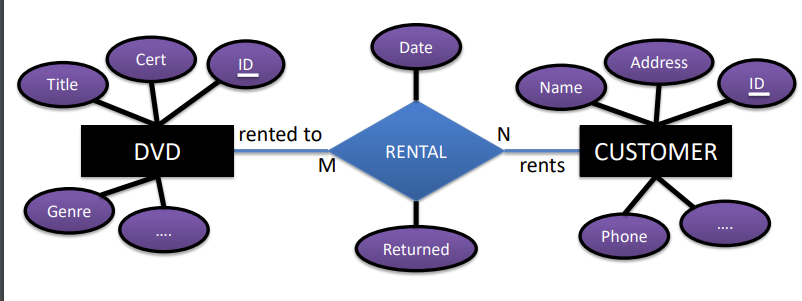 Title
Cert
ID
Date
Name
Address
ID
DVD
rented to
M
RENTAL
N
rents
CUSTOMER
Genre
....
Returned
Phone
....